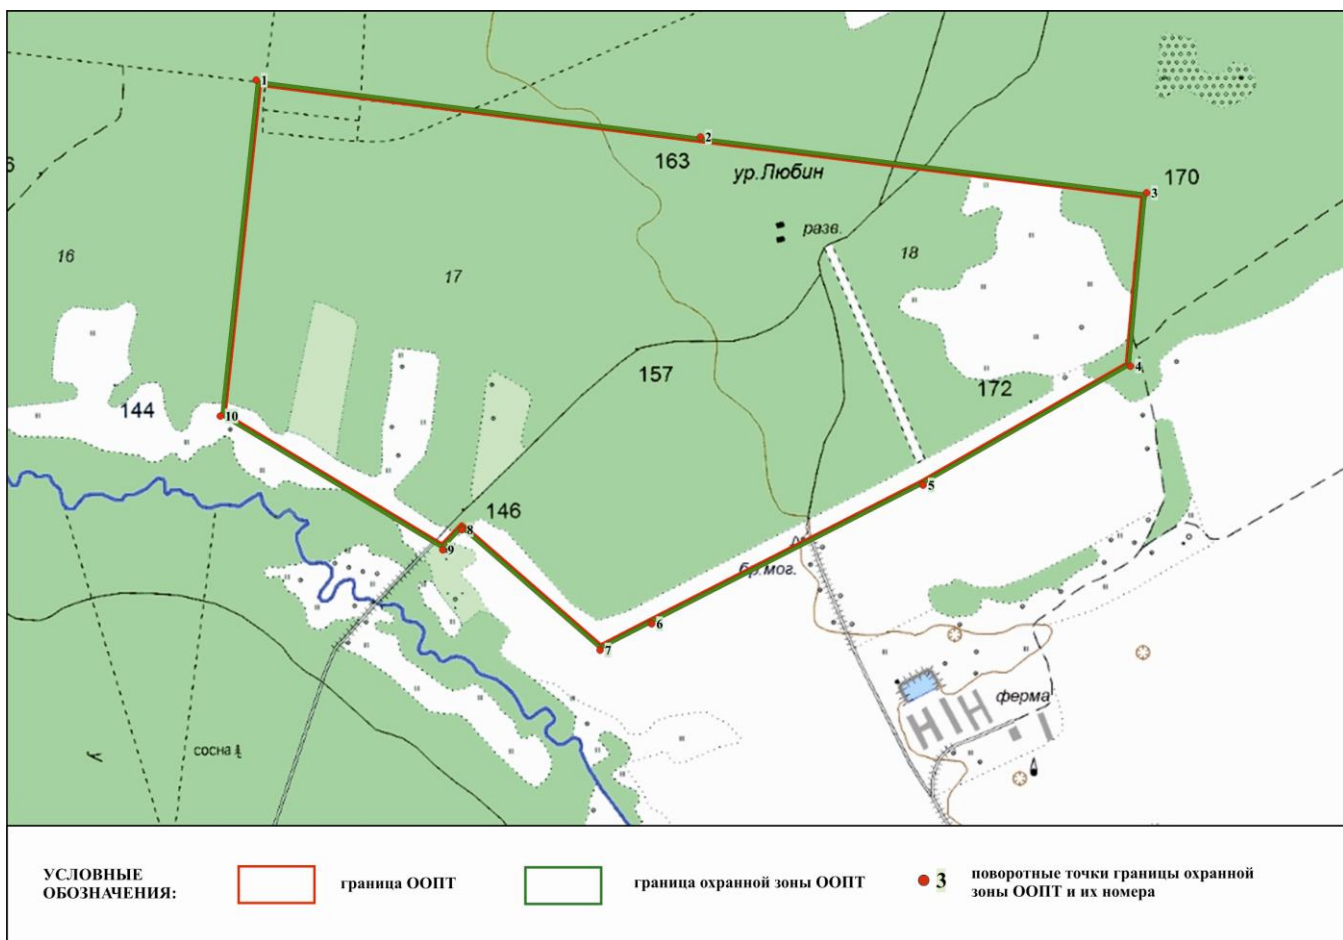 1
2
163
ур.Любин
3
170
6
разв.
16
18
17
4
157
172
144
10
5
146
8
9
бр.мог.
6
7
ферма
сосна
У
УСЛОВНЫЕ
ОБОЗНАЧЕНИЯ:
граница ООПТ
граница охранной зоны ООПТ
3
поворотные точки границы охранной
зоны ООПТ и их номера